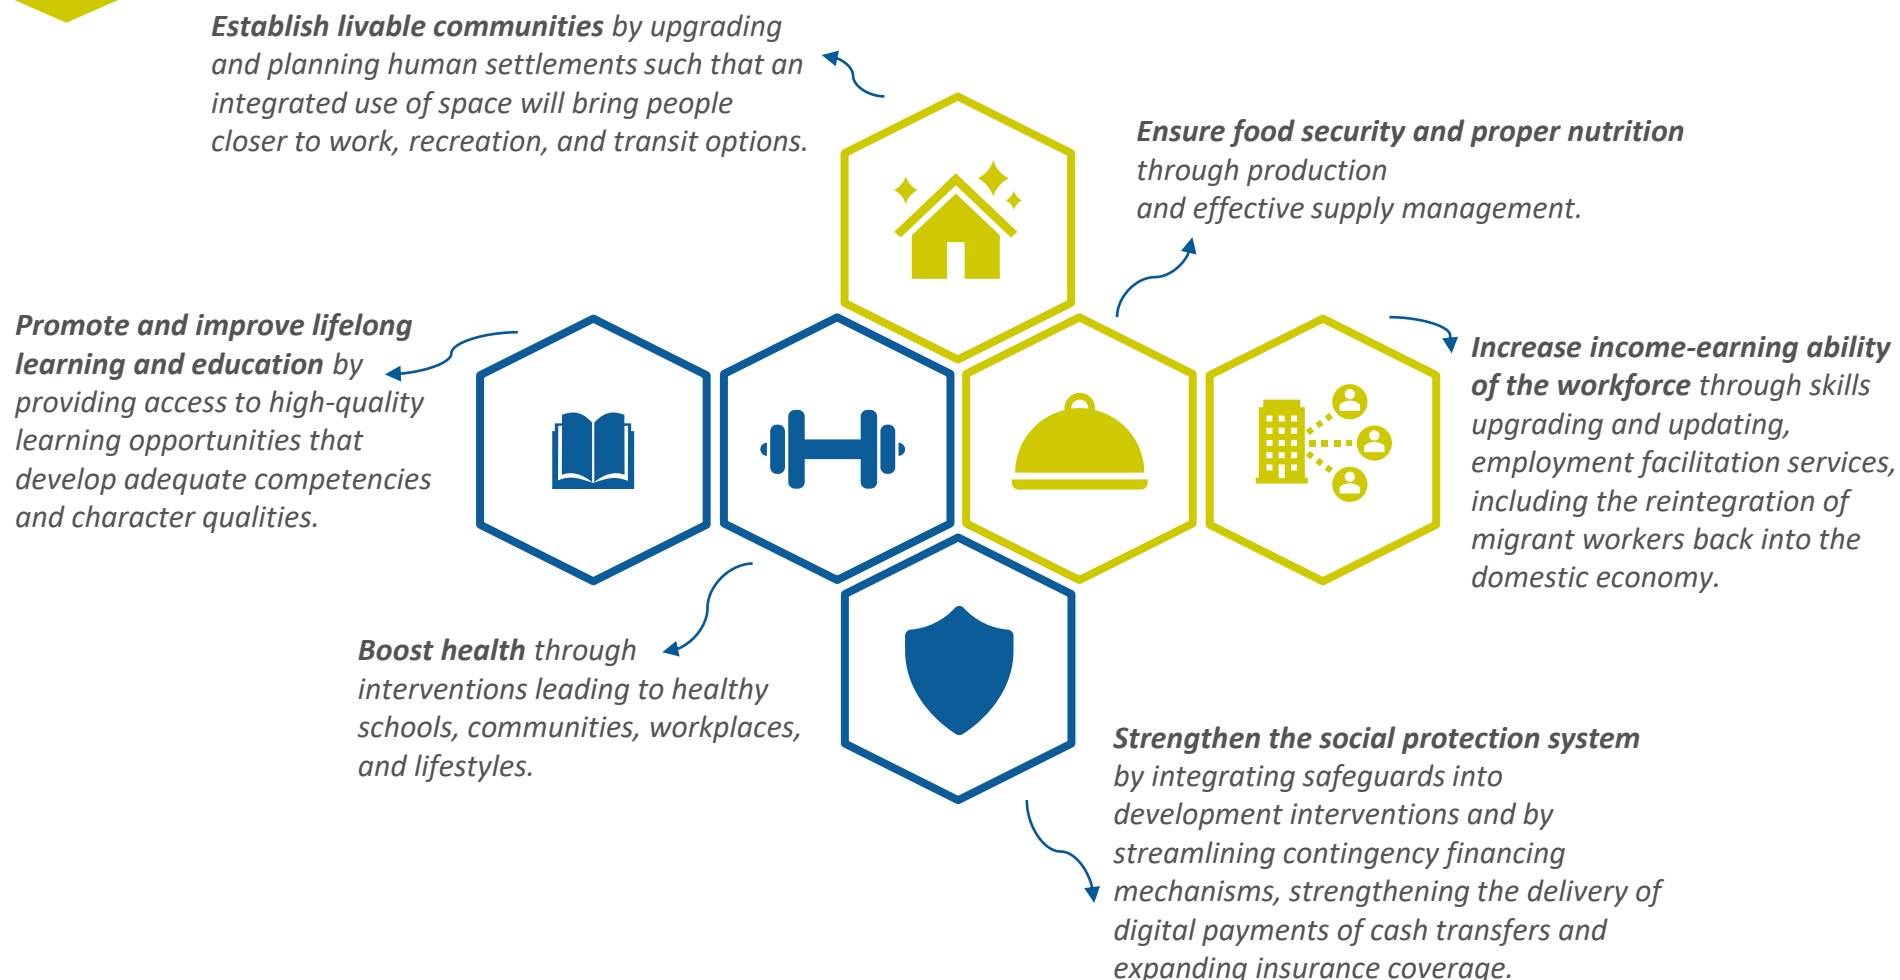 Establish livable communities by upgrading
and planning human settlements such that an
integrated use of space will bring people
closer to work, recreation, and transit options.
Ensure food security and proper nutrition
through production
and effective supply management.
Promote and improve lifelong
learning and education by
providing access to high-quality
learning opportunities that
develop adequate competencies
and character qualities.
Increase income-earning ability
of the workforce through skills
upgrading and updating,
employment facilitation services,
including the reintegration of
migrant workers back into the
domestic economy.
Boost health through
interventions leading to healthy
schools, communities, workplaces,
and lifestyles.
Strengthen the social protection system
by integrating safeguards into
development interventions and by
streamlining contingency financing
mechanisms, strengthening the delivery of
digital payments of cash transfers and
expanding insurance coverage.